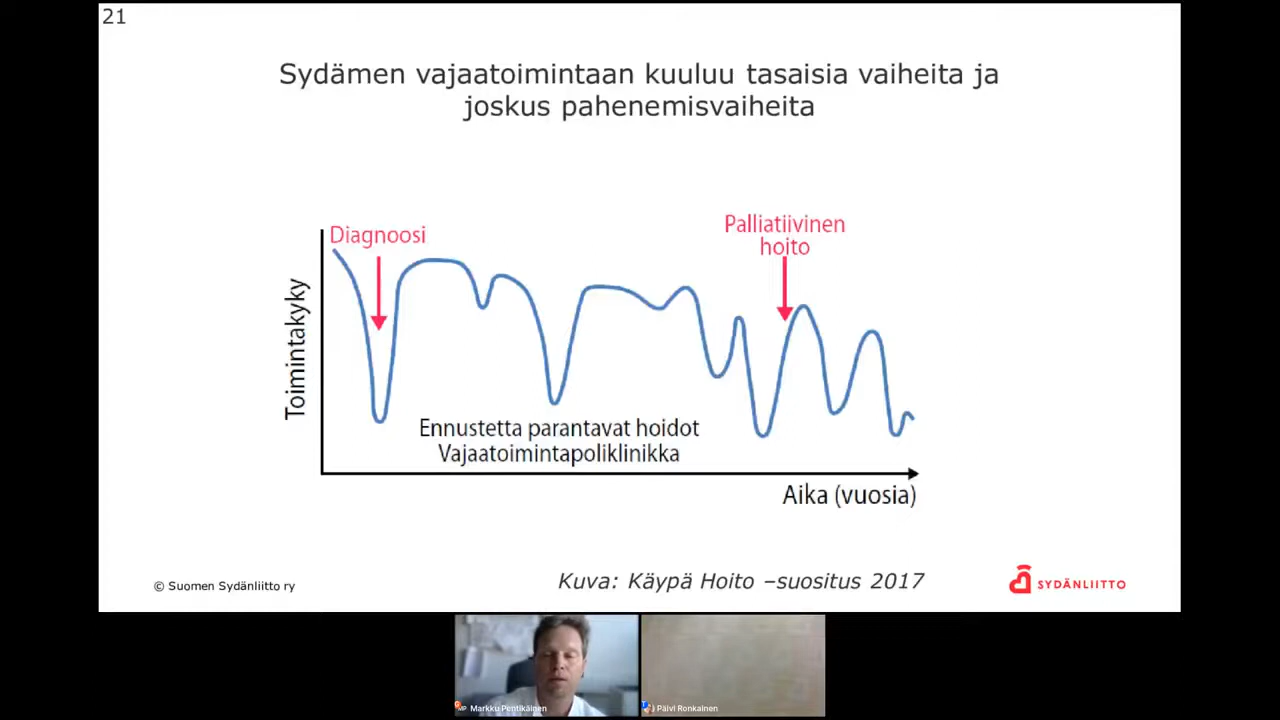 21
Sydämen vajaatoimintaan kuuluu tasaisia vaiheita ja
joskus pahenemisvaiheita
Diagnoosi
Palliatiivinen
hoito
Toimintakyky
Ennustetta parantavat hoidot
Vajaatoimintapoliklinikka
Aika (vuosia)
© Suomen Sydänliitto ry
Kuva: Käypä Hoito –suositus 2017
SYDÄNLIITTO
Markku Pentikäinen
Päivi Ronkainen